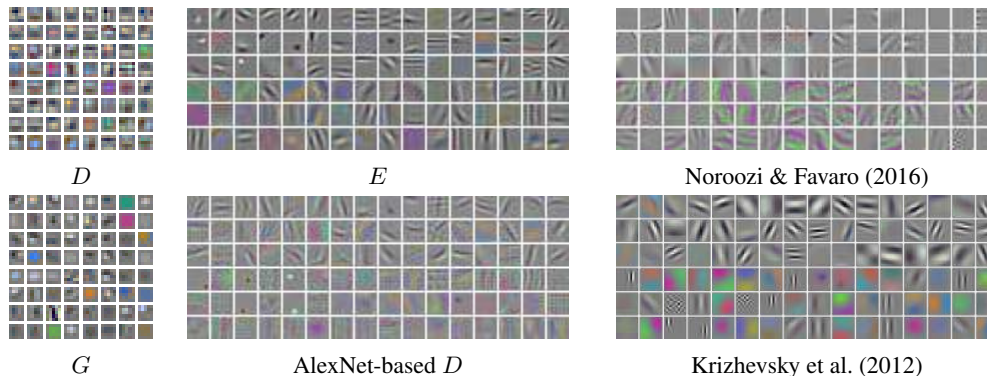 D E Noroozi & Favaro (2016)
G AlexNet-based D Krizhevsky et al. (2012)